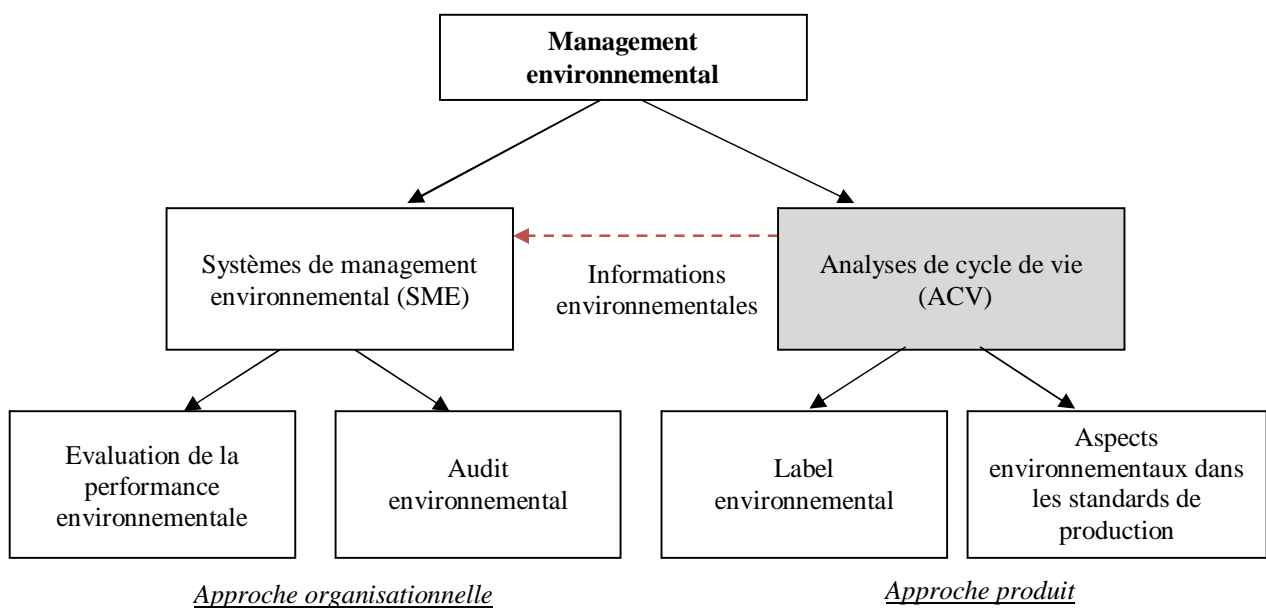 Management
environnemental
Systèmes de management
environnemental (SME)
Informations
environnementales
Analyses de cycle de vie
(ACV)
Evaluation de la
performance
environnementale
Audit
environnemental
Label
environnemental
Aspects
environnementaux dans
les standards de
production
Approche organisationnelle
Approche produit